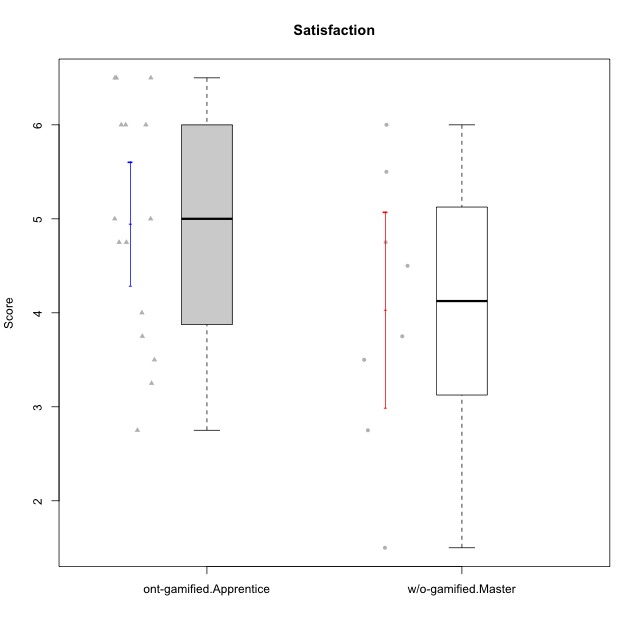 Satisfaction
6
5
4
3
2
Score
ont-gamified.Apprentice
w/o-gamified.Master